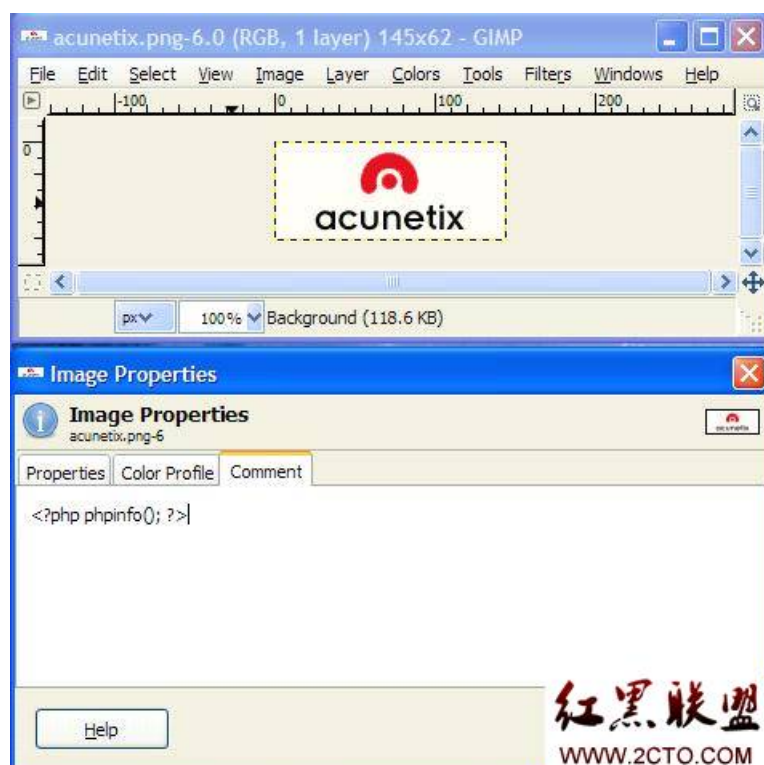 acunetix.png-6.0 (RGB, 1 layer) 145x62 - GIMP
File Edit Select View Image Layer Colors Tools Filters Windows Help
-100 0 100 200
0
acunetix
px 100% Background (118.6 KB)
Image Properties
Image Properties
acunetix.png-6
acunetix
Properties Color Profile Comment
<?php phpinfo(); ?>
Help
红黑联盟
WWW.2CTO.COM